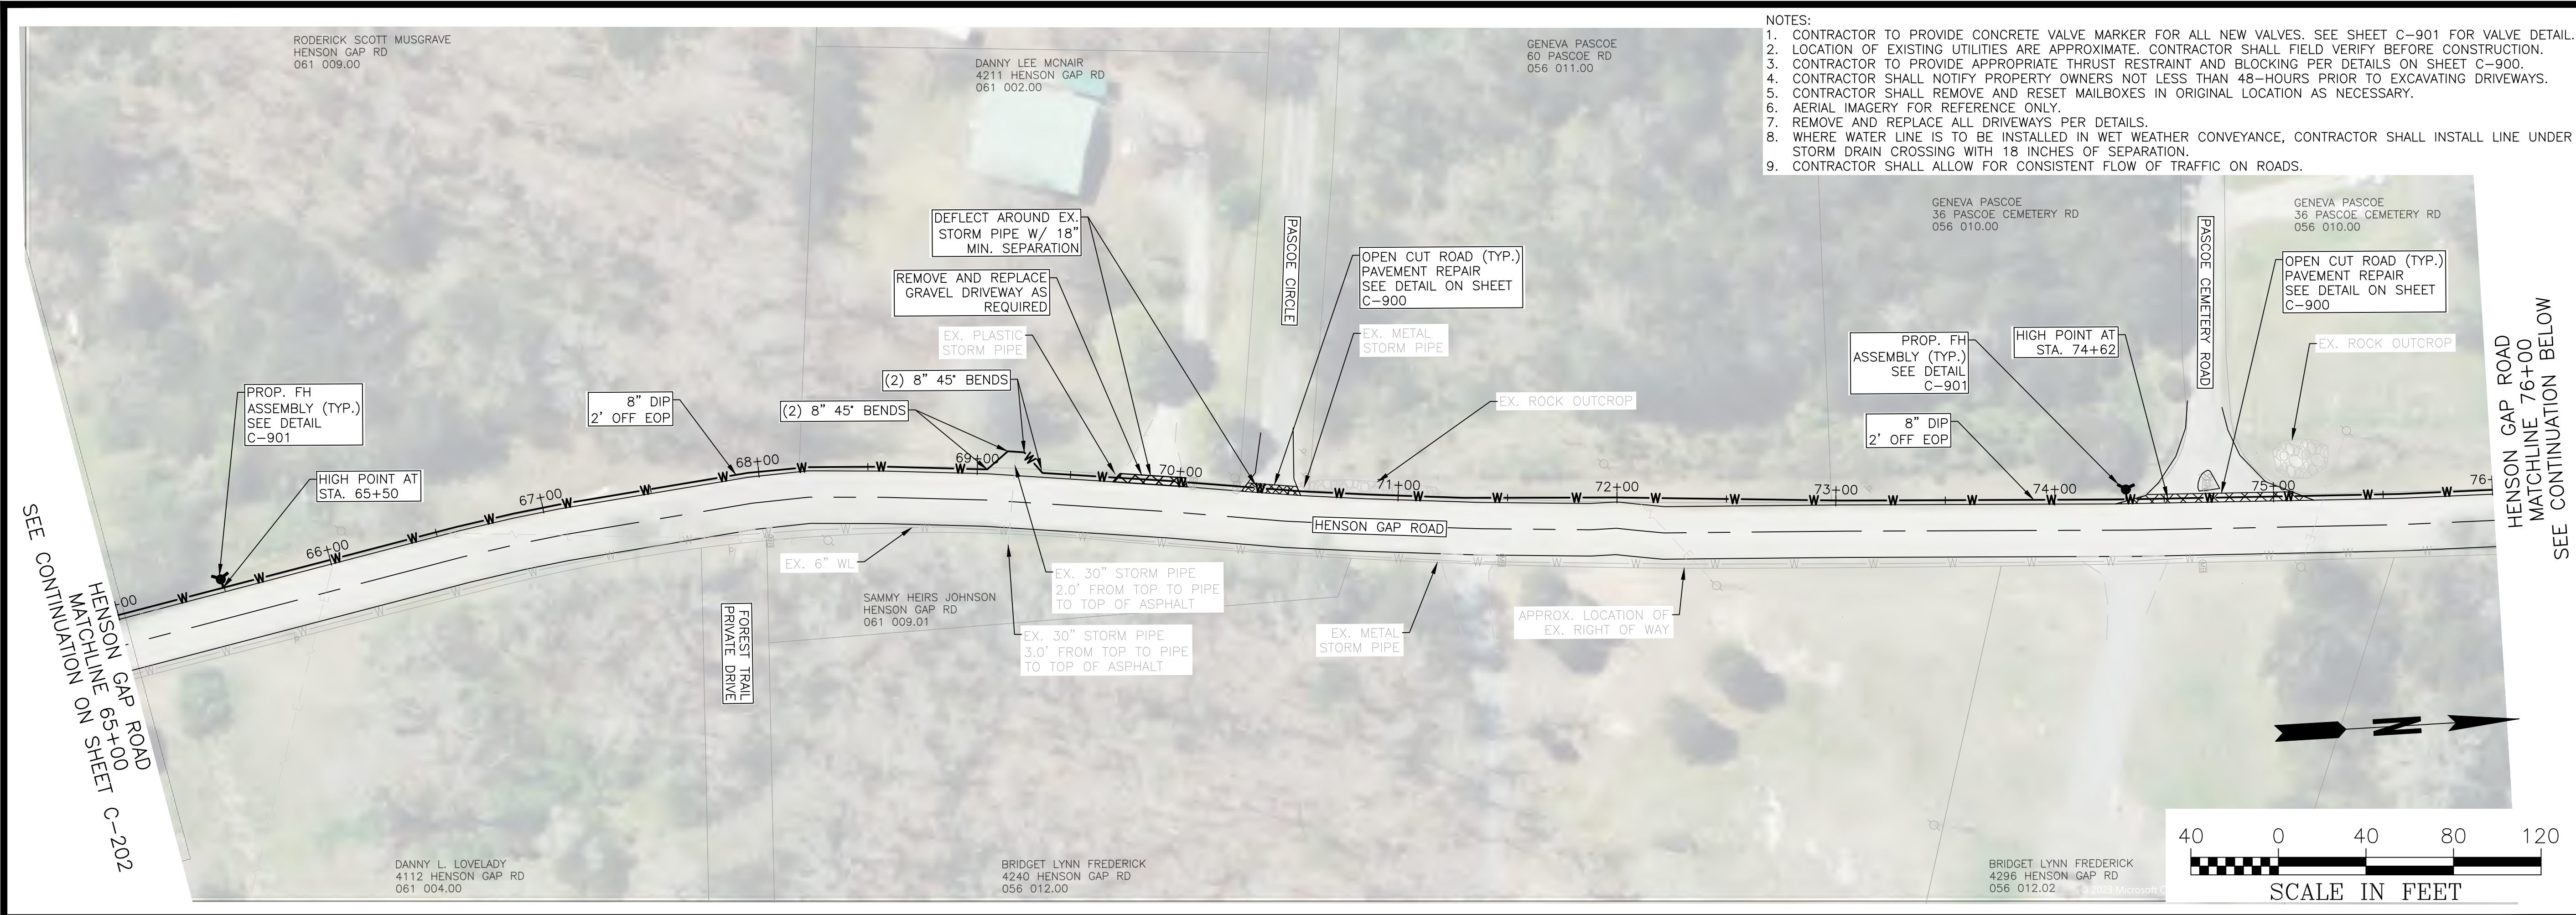 NOTES:
1. CONTRACTOR TO PROVIDE CONCRETE VALVE MARKER FOR ALL NEW VALVES. SEE SHEET C-901 FOR VALVE DETAIL.
2. LOCATION OF EXISTING UTILITIES ARE APPROXIMATE. CONTRACTOR SHALL FIELD VERIFY BEFORE CONSTRUCTION.
3. CONTRACTOR TO PROVIDE APPROPRIATE THRUST RESTRAINT AND BLOCKING PER DETAILS ON SHEET C-900.
4. CONTRACTOR SHALL NOTIFY PROPERTY OWNERS NOT LESS THAN 48-HOURS PRIOR TO EXCAVATING DRIVEWAYS.
5. CONTRACTOR SHALL REMOVE AND RESET MAILBOXES IN ORIGINAL LOCATION AS NECESSARY.
6. AERIAL IMAGERY FOR REFERENCE ONLY.
7. REMOVE AND REPLACE ALL DRIVEWAYS PER DETAILS.
8. WHERE WATER LINE IS TO BE INSTALLED IN WET WEATHER CONVEYANCE, CONTRACTOR SHALL INSTALL LINE UNDER
STORM DRAIN CROSSING WITH 18 INCHES OF SEPARATION.
9. CONTRACTOR SHALL ALLOW FOR CONSISTENT FLOW OF TRAFFIC ON ROADS.
RODERICK SCOTT MUSGRAVE
HENSON GAP RD
061 009.00
DANNY LEE MCNAIR
4211 HENSON GAP RD
061 002.00
GENEVA PASCOE
60 PASCOE RD
056 011.00
GENEVA PASCOE
36 PASCOE CEMETERY RD
056 010.00
GENEVA PASCOE
36 PASCOE CEMETERY RD
056 010.00
DEFLECT AROUND EX.
STORM PIPE W/ 18"
MIN. SEPARATION
REMOVE AND REPLACE
GRAVEL DRIVEWAY AS
REQUIRED
EX. PLASTIC
STORM PIPE
(2) 8" 45° BENDS
(2) 8" 45° BENDS
PASCOE CIRCLE
OPEN CUT ROAD (TYP.)
PAVEMENT REPAIR
SEE DETAIL ON SHEET
C-900
EX. METAL
STORM PIPE
EX. ROCK OUTCROP
PROP. FH
ASSEMBLY (TYP.)
SEE DETAIL
C-901
HIGH POINT AT
STA. 74+62
8" DIP
2' OFF EOP
PASCOE CEMETERY ROAD
OPEN CUT ROAD (TYP.)
PAVEMENT REPAIR
SEE DETAIL ON SHEET
C-900
EX. ROCK OUTCROP
PROP. FH
ASSEMBLY (TYP.)
SEE DETAIL
C-901
HIGH POINT AT
STA. 65+50
8" DIP
2' OFF EOP
+00
66+00
67+00
68+00
69+00
70+00
71+00
72+00
73+00
74+00
75+00
76+
HENSON GAP ROAD
EX. 6" WL
EX. 30" STORM PIPE
2.0' FROM TOP TO PIPE
TO TOP OF ASPHALT
EX. 30" STORM PIPE
3.0' FROM TOP TO PIPE
TO TOP OF ASPHALT
SAMMY HEIRS JOHNSON
HENSON GAP RD
061 009.01
FOREST TRAIL
PRIVATE DRIVE
EX. METAL
STORM PIPE
APPROX. LOCATION OF
EX. RIGHT OF WAY
HENSON GAP ROAD
MATCHLINE 65+00
SEE CONTINUATION ON SHEET C-202
HENSON GAP ROAD
MATCHLINE 76+00
SEE CONTINUATION BELOW
DANNY L. LOVELADY
4112 HENSON GAP RD
061 004.00
BRIDGET LYNN FREDERICK
4240 HENSON GAP RD
056 012.00
BRIDGET LYNN FREDERICK
4296 HENSON GAP RD
056 012.02
© 2023 Microsoft C
N
40 0 40 80 120
SCALE IN FEET